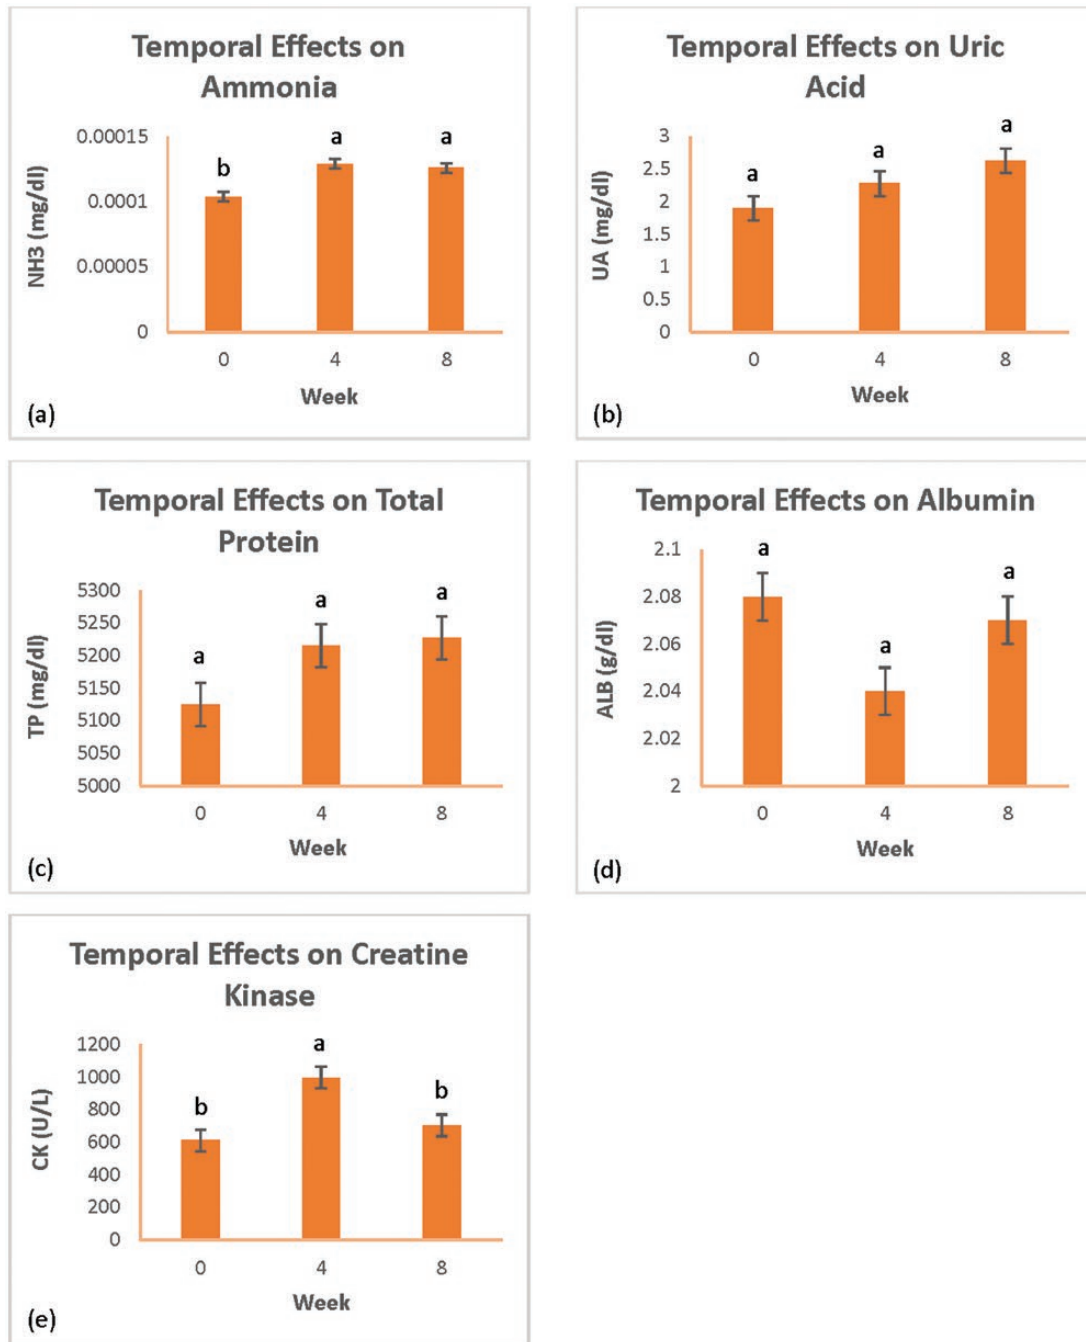 Temporal Effects on
Ammonia
0.00015
0.0001
0.00005
0
NH3 (mg/dl)
b
a
a
0 4 8
Week
(a)
Temporal Effects on Uric
Acid
3
2.5
2
1.5
1
0.5
0
UA (mg/dl)
a
a
a
0 4 8
Week
(b)
Temporal Effects on Total
Protein
5300
5250
5200
5150
5100
5050
5000
TP (mg/dl)
a
a
a
0 4 8
Week
(c)
Temporal Effects on Albumin
2.1
2.08
2.06
2.04
2.02
2
ALB (g/dl)
a
a
a
0 4 8
Week
(d)
Temporal Effects on Creatine
Kinase
1200
1000
800
600
400
200
0
CK (U/L)
b
a
b
0 4 8
Week
(e)